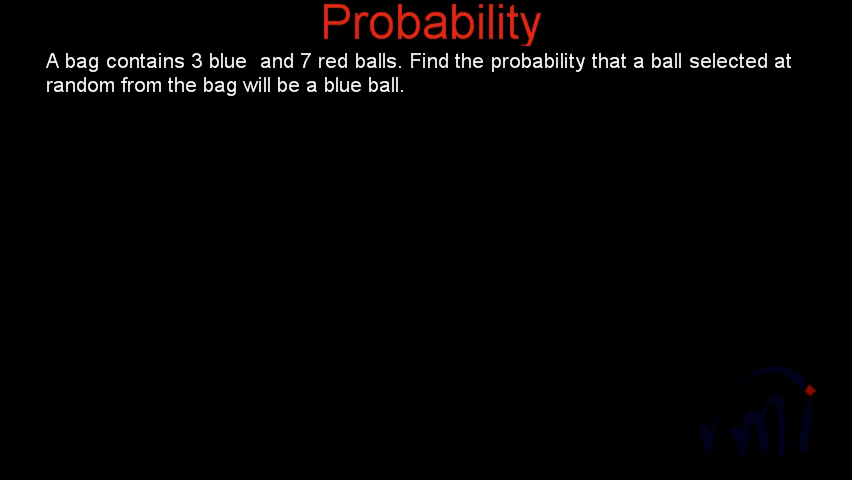 Probability
A bag contains 3 blue  and 7 red balls. Find the probability that a ball selected at
random from the bag will be a blue ball.